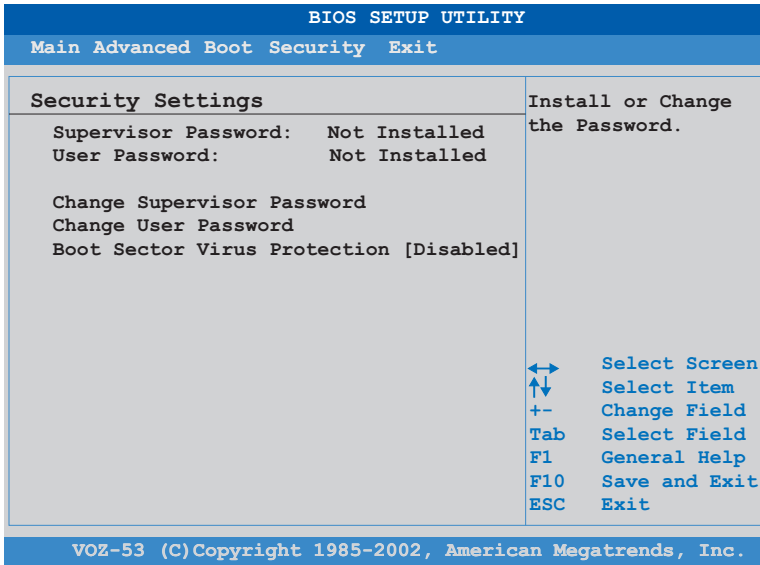 BIOS SETUP UTILITY
Main Advanced Boot Security Exit
Security Settings
Supervisor Password: Not Installed
User Password: Not Installed
Change Supervisor Password
Change User Password
Boot Sector Virus Protection [Disabled]
Install or Change
the Password.
Select Screen
Select Item
+- Change Field
Tab Select Field
F1 General Help
F10 Save and Exit
ESC Exit
VOZ-53 (C)Copyright 1985-2002, American Megatrends, Inc.